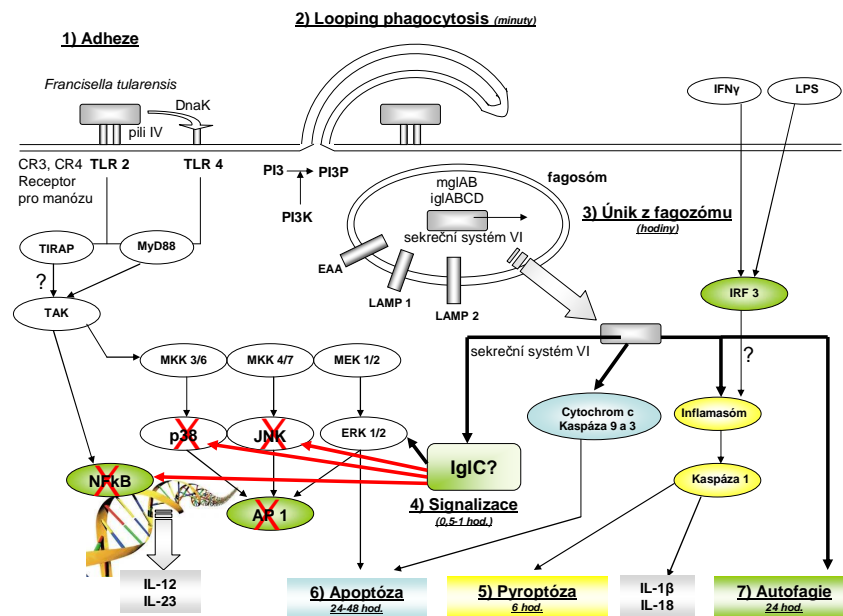 2) Looping phagocytosis (minuty)
1) Adheze
Francisella tularensis
DnaK
pili IV
IFNγ
LPS
CR3, CR4
Receptor
pro manózu
TLR 2
TLR 4
PI3
PI3P
PI3K
mglAB
iglABCD
fagosóm
sekreční systém VI
3) Únik z fagozómu
(hodiny)
TIRAP
MyD88
?
EAA
LAMP 1
LAMP 2
IRF 3
TAK
sekreční systém VI
?
MKK 3/6
MKK 4/7
MEK 1/2
Cytochrom c
Kaspáza 9 a 3
Inflamasóm
p38
JNK
ERK 1/2
IglC?
NFkB
Kaspáza 1
AP 1
4) Signalizace
(0,5-1 hod.)
IL-12
IL-23
6) Apoptóza
24-48 hod.
5) Pyroptóza
6 hod.
IL-1β
IL-18
7) Autofagie
24 hod.